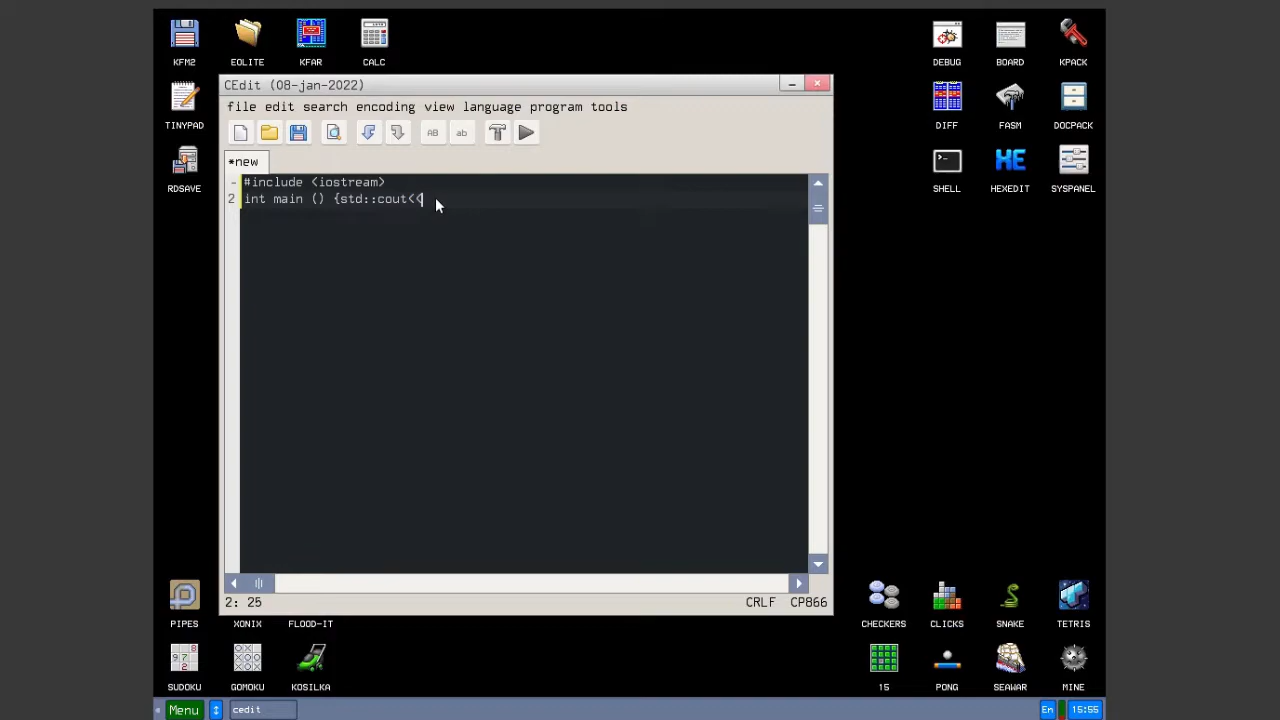 KFM2 EOLITE KFAR CALC DEBUG BOARD KPACK
CEdit (08-jan-2022)
file edit search encoding view language program tools
TINYPAD DIFF FASM DOCPACK
AB ab
*new
RDSAVE SHELL HEXEDIT SYSPANEL
- #include <iostream>
2 int main () {std::cout<<
2: 25 CRLF CP866
PIPES XONIX FLOOD-IT CHECKERS CLICKS SNAKE TETRIS
SUDOKU GOMOKU KOSILKA 15 PONG SEAWAR MINE
Menu cedit En 15:55